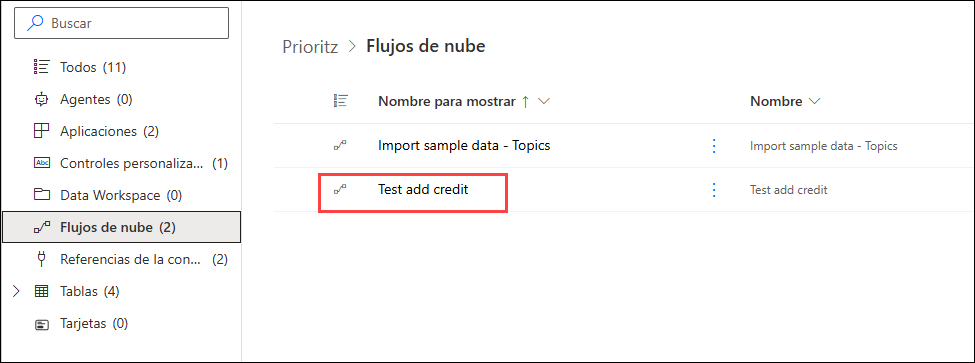 Buscar
Todos (11)
Agentes (0)
Aplicaciones (2)
Abc Controles personaliza... (1)
Data Workspace (0)
Flujos de nube (2)
Referencias de la con... (2)
Tablas (4)
Tarjetas (0)
Prioritz > Flujos de nube
Nombre para mostrar ↑ Nombre
Import sample data - Topics Import sample data - Topics
Test add credit Test add credit